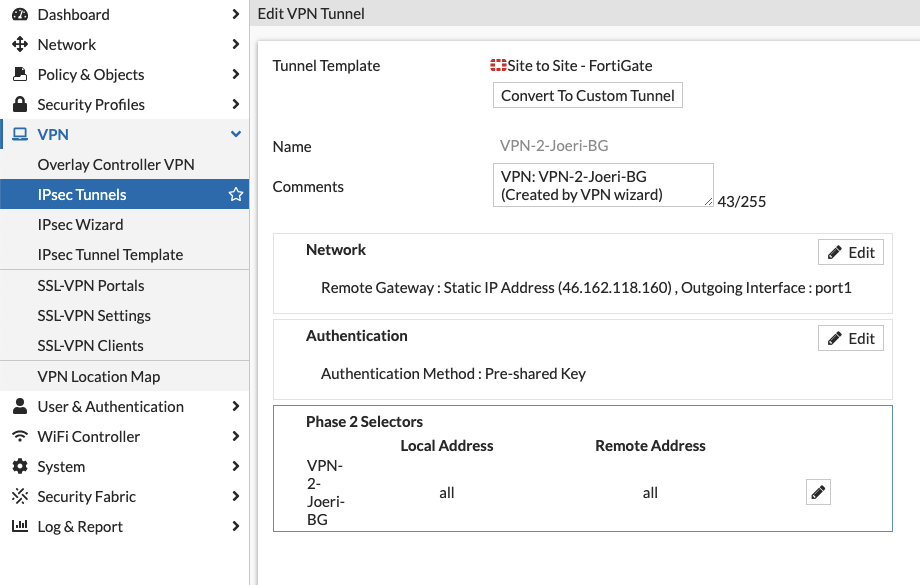 Dashboard
Network
Policy & Objects
Security Profiles
VPN
Overlay Controller VPN
IPsec Tunnels
IPsec Wizard
IPsec Tunnel Template
SSL-VPN Portals
SSL-VPN Settings
SSL-VPN Clients
VPN Location Map
User & Authentication
WiFi Controller
System
Security Fabric
Log & Report
Edit VPN Tunnel
Tunnel Template
Site to Site - FortiGate
Convert To Custom Tunnel
Name
VPN-2-Joeri-BG
Comments
VPN: VPN-2-Joeri-BG
(Created by VPN wizard)
43/255
Network
Edit
Remote Gateway : Static IP Address (46.162.118.160) , Outgoing Interface : port1
Authentication
Edit
Authentication Method : Pre-shared Key
Phase 2 Selectors
Local Address
Remote Address
VPN-
2-
Joeri-
BG
all
all